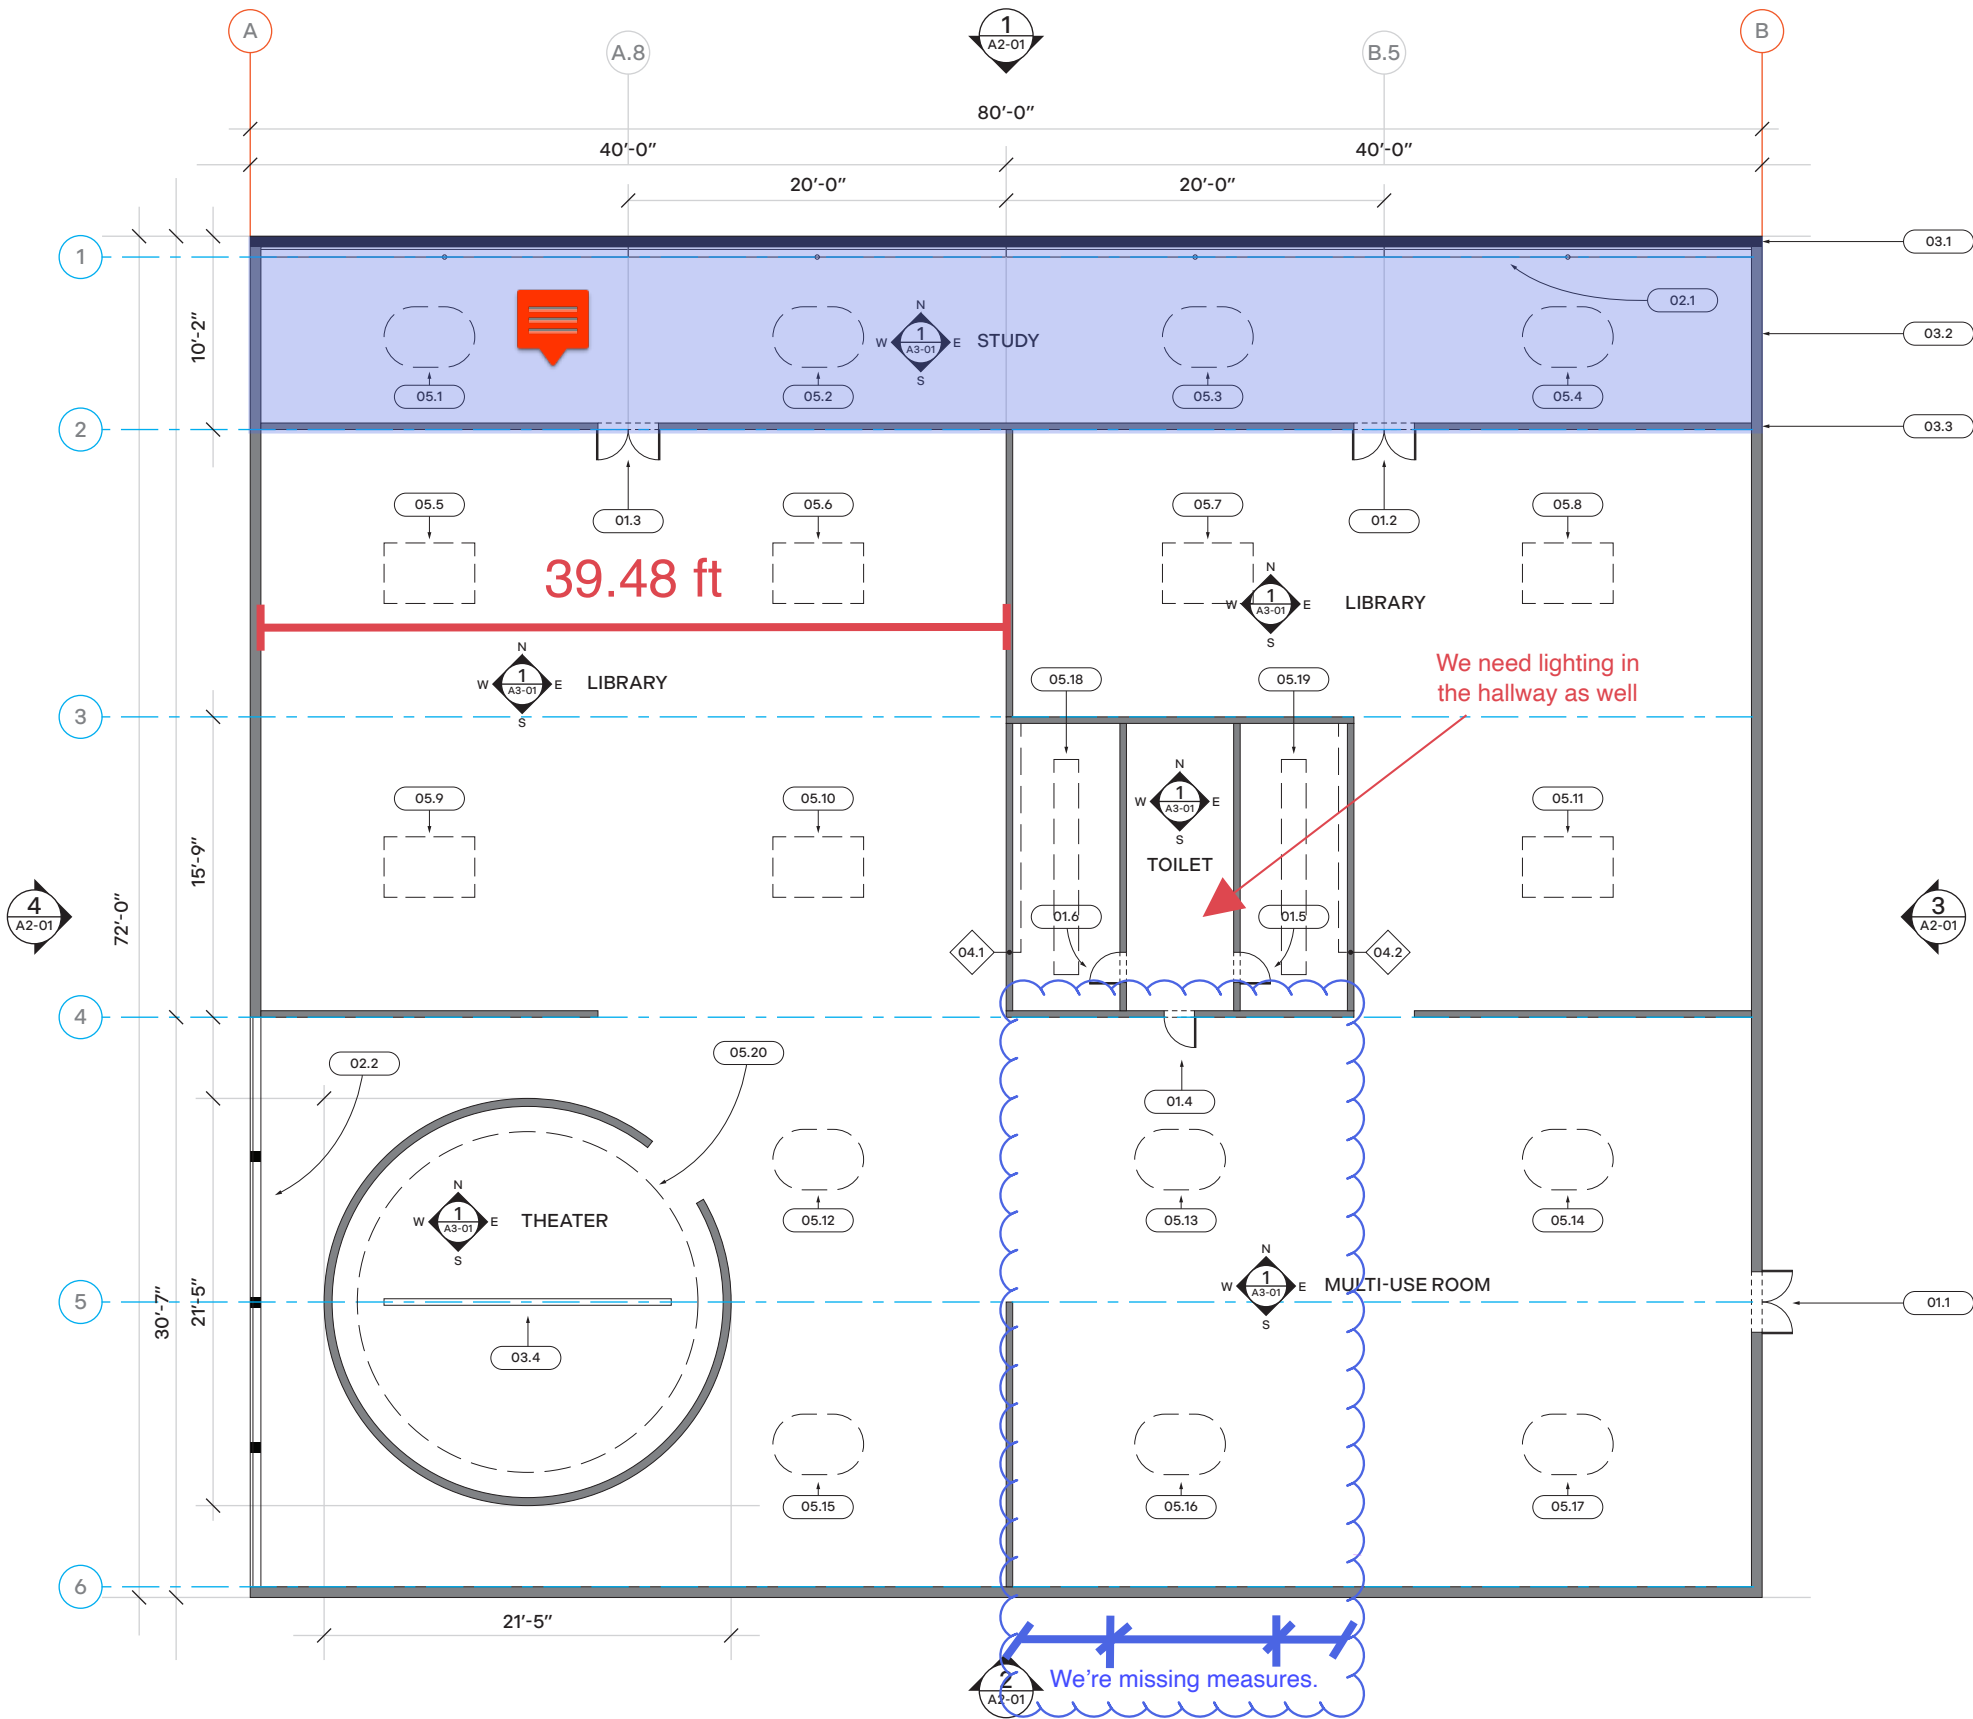 A
A.8
1
A2-01
B.5
B
80’-0”
40’-0”
40’-0”
20’-0”
20’-0”
1
03.1
02.1
10’-2”
N
W
1
A3-01
E
S
STUDY
03.2
05.1
05.2
05.3
05.4
2
03.3
05.5
01.3
05.6
05.7
01.2
05.8
39.48 ft
N
W
1
A3-01
E
S
LIBRARY
N
W
1
A3-01
E
S
LIBRARY
We need lighting in
the hallway as well
05.18
05.19
3
N
W
1
A3-01
E
S
TOILET
05.9
05.10
05.11
15’-9”
72’-0”
4
A2-01
01.6
01.5
3
A2-01
04.1
04.2
4
02.2
05.20
01.4
N
W
1
A3-01
E
S
THEATER
05.12
05.13
05.14
N
W
1
A3-01
E
S
MULTI-USE ROOM
30’-7”
21’-5”
5
01.1
03.4
05.15
05.16
05.17
6
21’-5”
2
A2-01
We’re missing measures.